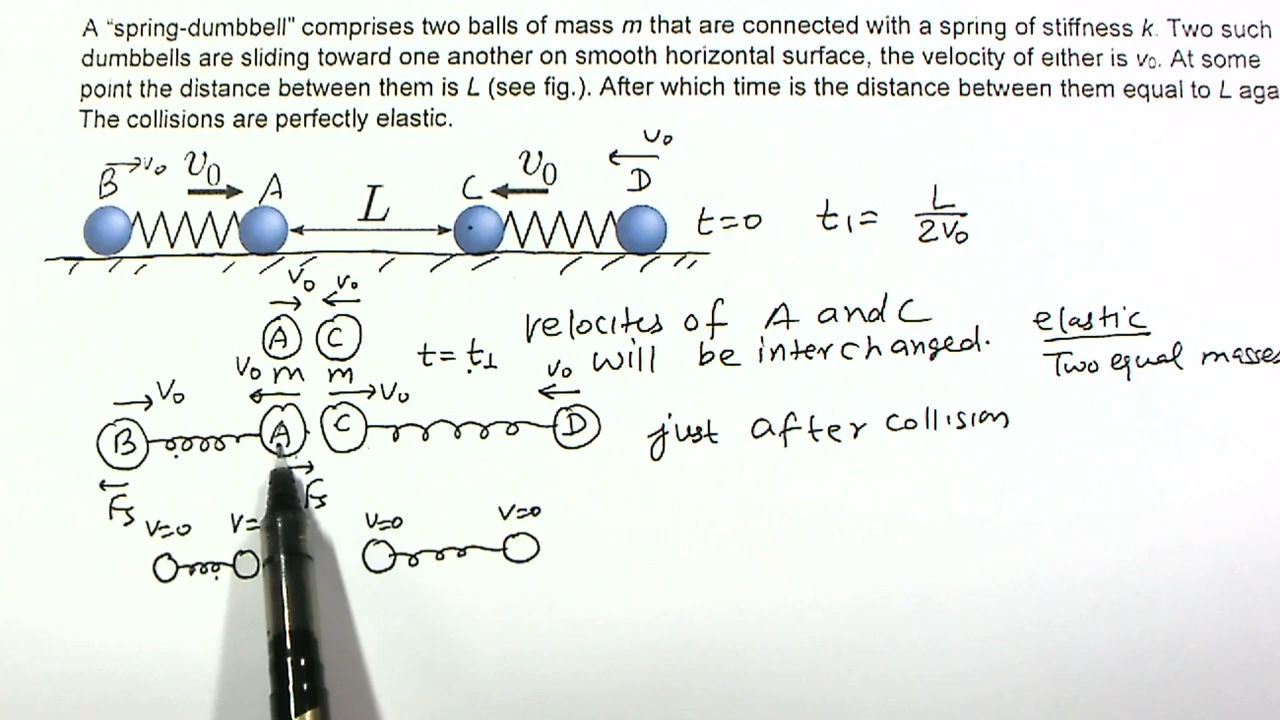 A “spring-dumbbell” comprises two balls of mass m that are connected with a spring of stiffness k. Two such
dumbbells are sliding toward one another on smooth horizontal surface, the velocity of either is v₀. At some
point the distance between them is L (see fig.). After which time is the distance between them equal to L aga
The collisions are perfectly elastic.
B →v₀ υ₀ A C υ₀ v₀ D
L t=0 t₁= L/2v₀
v₀ v₀
A C t=t₁ velocites of A and C elastic
m m will be interchanged. Two equal masses
v₀ v₀ v₀ v₀
B A C D just after collision
Fs Fs
v=0 v= v=0 v=0